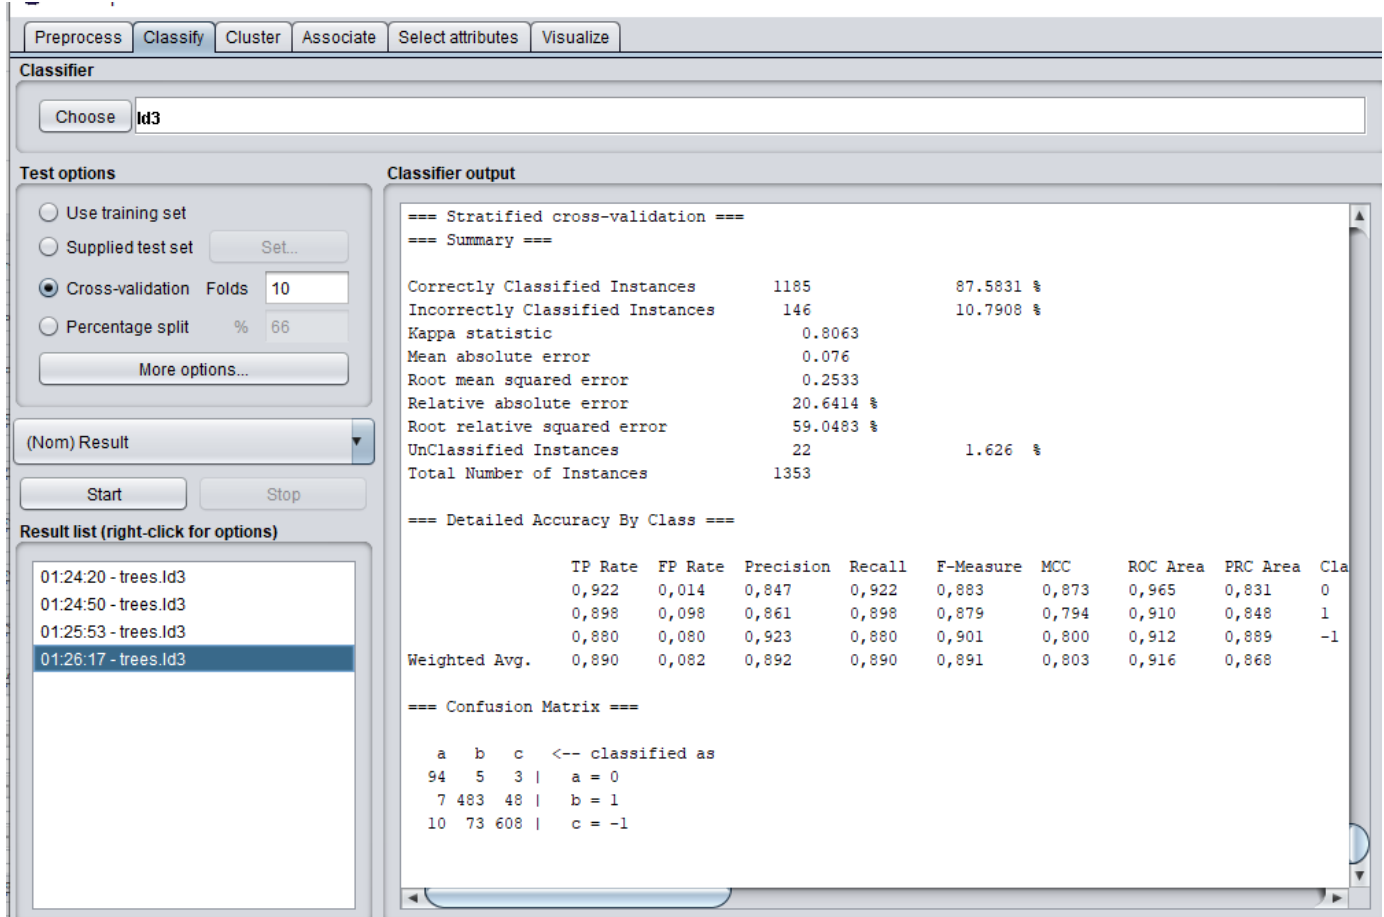 Preprocess Classify Cluster Associate Select attributes Visualize
Classifier
Choose Id3
Test options
Use training set
Supplied test set Set...
Cross-validation Folds 10
Percentage split % 66
More options...
(Nom) Result
Start Stop
Result list (right-click for options)
01:24:20 - trees.Id3
01:24:50 - trees.Id3
01:25:53 - trees.Id3
01:26:17 - trees.Id3
Classifier output
=== Stratified cross-validation ===
=== Summary ===
Correctly Classified Instances 1185 87.5831 %
Incorrectly Classified Instances 146 10.7908 %
Kappa statistic 0.8063
Mean absolute error 0.076
Root mean squared error 0.2533
Relative absolute error 20.6414 %
Root relative squared error 59.0483 %
UnClassified Instances 22 1.626 %
Total Number of Instances 1353
=== Detailed Accuracy By Class ===
TP Rate FP Rate Precision Recall F-Measure MCC ROC Area PRC Area Cla
0,922 0,014 0,847 0,922 0,883 0,873 0,965 0,831 0
0,898 0,098 0,861 0,898 0,879 0,794 0,910 0,848 1
0,880 0,080 0,923 0,880 0,901 0,800 0,912 0,889 -1
Weighted Avg. 0,890 0,082 0,892 0,890 0,891 0,803 0,916 0,868
=== Confusion Matrix ===
a b c <-- classified as
94 5 3 | a = 0
7 483 48 | b = 1
10 73 608 | c = -1